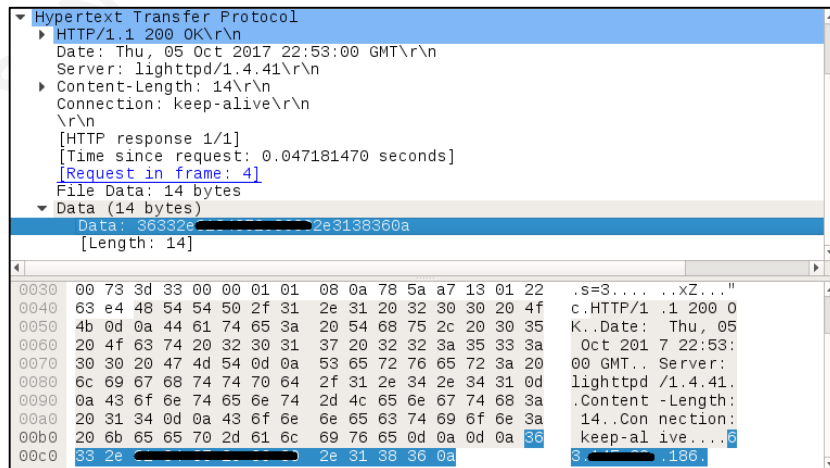 Hypertext Transfer Protocol
HTTP/1.1 200 OK\r\n
Date: Thu, 05 Oct 2017 22:53:00 GMT\r\n
Server: lighttpd/1.4.41\r\n
Content-Length: 14\r\n
Connection: keep-alive\r\n
\r\n
[HTTP response 1/1]
[Time since request: 0.047181470 seconds]
[Request in frame: 4]
File Data: 14 bytes
Data (14 bytes)
Data: 36332e 2e3138360a
[Length: 14]
0030 00 73 3d 33 00 00 01 01 08 0a 78 5a a7 13 01 22 .s=3.... ..xZ..."
0040 63 e4 48 54 54 50 2f 31 2e 31 20 32 30 30 20 4f c.HTTP/1 .1 200 O
0050 4b 0d 0a 44 61 74 65 3a 20 54 68 75 2c 20 30 35 K..Date: Thu, 05
0060 20 4f 63 74 20 32 30 31 37 20 32 32 3a 35 33 3a Oct 201 7 22:53:
0070 30 30 20 47 4d 54 0d 0a 53 65 72 76 65 72 3a 20 00 GMT.. Server:
0080 6c 69 67 68 74 74 70 64 2f 31 2e 34 2e 34 31 0d lighttpd /1.4.41.
0090 0a 43 6f 6e 74 65 6e 74 2d 4c 65 6e 67 74 68 3a .Content -Length:
00a0 20 31 34 0d 0a 43 6f 6e 6e 65 63 74 69 6f 6e 3a 14..Con nection:
00b0 20 6b 65 65 70 2d 61 6c 69 76 65 0d 0a 0d 0a 36 keep-al ive....6
00c0 33 2e 2e 31 38 36 0a 3. .186.